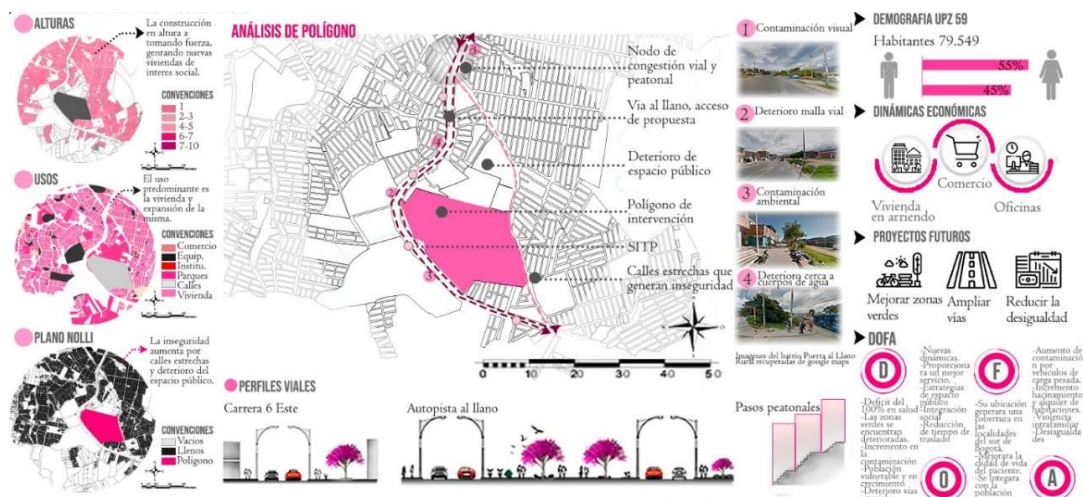 ALTURAS
La construcción
en altura a
tomando fuerza,
genrando nuevas
viviendas de
interes social.
CONVENCIONES
1
2-3
4-5
6-7
7-10
USOS
El uso
predominante es
la vivienda y
expansión de la
misma.
CONVENCIONES
Comercio
Equip.
Institu.
Parques
Calles
Vivienda
PLANO NOLLI
La inseguridad
aumenta por
calles estrechas
y deterioro del
espacio público.
CONVENCIONES
Vacios
Llenos
Polígono
ANÁLISIS DE POLÍGONO
Nodo de
congestión vial y
peatonal
Via al llano, acceso
de propuesta
Deterioro de
espacio público
Polígono de
intervención
SITP
Calles estrechas que
generan inseguridad
0 10 20 30 40 50
PERFILES VIALES
Carrera 6 Este
Autopista al llano
Pasos peatonales
1 Contaminación visual
2 Deterioro malla vial
3 Contaminación
ambiental
4 Deterioro cerca a
cuerpos de agua
Imagenes del barrio Puerta al Llano
Rural recuperadas de google maps
DEMOGRAFIA UPZ 59
Habitantes 79.549
55%
45%
DINÁMICAS ECONÓMICAS
Vivienda
en arriendo
Comercio
Oficinas
PROYECTOS FUTUROS
Mejorar zonas
verdes
Ampliar
vías
Reducir la
desigualdad
DOFA
D
-Deficit del
100% en salud
-Las zonas
verdes se
encuentran
deterioradas.
-Incremento en
la
contaminación
-Población
vulnerable y en
crecimiento
-Deterioro vias
-Nuevas
dinámicas.
-Proporciona
ra un mejor
servicio.
-Estrategias
de espacio
público
-Integración
social
-Reducción
de tiempo de
traslado
O
F
-Su ubicación
generara una
cobertura en
las
localidades
del sur de
Bogotá.
-Mejorara la
calidad de vida
del paciente.
-Se integrara
con la
población
-Aumento de
contaminació
n por
vehiculos de
carga pesada.
-Incremento
hacinamiento
y alquiler de
habitaciones.
-Violencia
intrafamiliar
-Desigualda
des
A